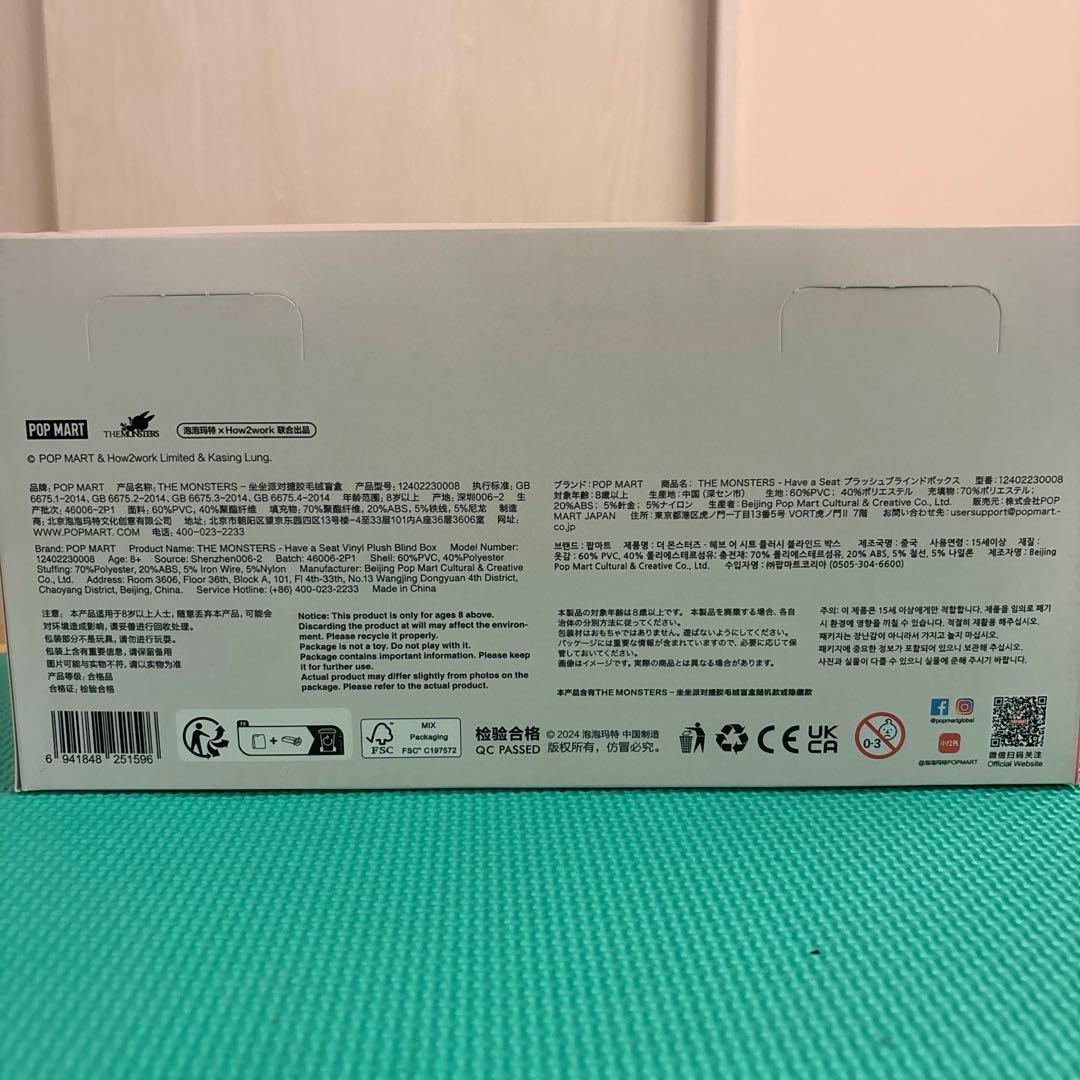 POP MART
THE MONSTERS
泡泡玛特×How2work 联合出品
© POP MART & How2work Limited & Kasing Lung.
品牌: POP MART 产品名称: THE MONSTERS – 坐坐派对搪胶毛绒盲盒 产品型号: 12402230008 执行标准: GB
6675.1–2014、GB 6675.2–2014、GB 6675.3–2014、GB 6675.4–2014 年龄范围: 8岁以上 产地: 深圳006–2 生
产批次: 46006-2P1 面料: 60%PVC, 40%聚酯纤维 填充物: 70%聚酯纤维, 20%ABS, 5%铁线, 5%尼龙 制造
商: 北京泡泡玛特文化创意有限公司 地址: 北京市朝阳区望京东园四区13号楼–4至33层101内A座36层3606室 网址:
WWW.POPMART.COM 电话: 400–023–2233
Brand: POP MART Product Name: THE MONSTERS - Have a Seat Vinyl Plush Blind Box Model Number:
12402230008 Age: 8+ Source: Shenzhen006-2 Batch: 46006-2P1 Shell: 60%PVC, 40%Polyester
Stuffing: 70%Polyester, 20%ABS, 5% Iron Wire, 5%Nylon Manufacturer: Beijing Pop Mart Cultural & Creative
Co., Ltd. Address: Room 3606, Floor 36th, Block A, 101, Fl 4th-33th, No.13 Wangjing Dongyuan 4th District,
Chaoyang District, Beijing, China. Service Hotline: (+86) 400-023-2233 Made in China
ブランド: POP MART 商品名: THE MONSTERS - Have a Seat プラッシュブラインドボックス 型番: 12402230008
対象年齢: 8歳以上 生産地: 中国 (深セン市) 生地: 60%PVC; 40%ポリエステル 充填物: 70%ポリエステル;
20%ABS; 5%針金; 5%ナイロン 生産者: Beijing Pop Mart Cultural & Creative Co., Ltd. 販売元: 株式会社POP
MART JAPAN 住所: 東京都港区虎ノ門一丁目13番5号 VORT虎ノ門Ⅱ 7階 お問い合わせ先: usersupport@popmart.-
co.jp
브랜드: 팝마트 제품명: 더 몬스터즈 - 헤브 어 시트 플러시 블라인드 박스 제조국명: 중국 사용연령: 15세이상 재질:
옷감: 60% PVC, 40% 폴리에스테르섬유; 충전재: 70% 폴리에스테르섬유, 20% ABS, 5% 철선, 5% 나일론 제조자명: Beijing
Pop Mart Cultural & Creative Co., Ltd. 수입자명: ㈜팝마트코리아 (0505-304-6600)
注意: 本产品适用于8岁以上人士, 随意丢弃本产品, 可能会
对环境造成影响, 请妥善进行回收处理。
包装部分不是玩具, 请勿进行玩耍。
包装上含有重要信息, 请保留备用
图片可能与实物不符, 请以实物为准
产品等级: 合格品
合格证: 检验合格
Notice: This product is only for ages 8 above.
Discarding the product at will may affect the environ-
ment. Please recycle it properly.
Package is not a toy. Do not play with it.
Package contains important information. Please keep
it for further use.
Actual product may differ slightly from photos on the
package. Please refer to the actual product.
本製品の対象年齢は8歳以上です。本製品を廃棄する場合、各自
治体の分別方法に従ってください。
包装材はおもちゃではありません。遊ばないようにしてください。
パッケージには重要な情報が含まれていますので、必要に応じて保
管しておいてください。
画像はイメージです。実際の商品とは異なる場合があります。
本产品含有THE MONSTERS – 坐坐派对搪胶毛绒盲盒随机款或隐藏款
주의: 이 제품은 15세 이상에게만 적합합니다. 제품을 임의로 폐기
시 환경에 영향을 끼칠 수 있습니다. 적절히 재활용 해주십시오.
패키지는 장난감이 아니라서 가지고 놀지 마십시오.
패키지에 중요한 정보가 포함되어 있으니 보관해 주십시오.
사진과 실물이 다를 수 있으니 실물에 준해 주시기 바랍니다.
6 941848 251596
FR
+
FSC
MIX
Packaging
FSC™ C197572
检验合格
QC PASSED
© 2024 泡泡玛特 中国制造
版权所有, 仿冒必究。
CE
UK
CA
0-3
@popmartglobal
小红书
@泡泡玛特POPMART
微信扫码关注
Official Website